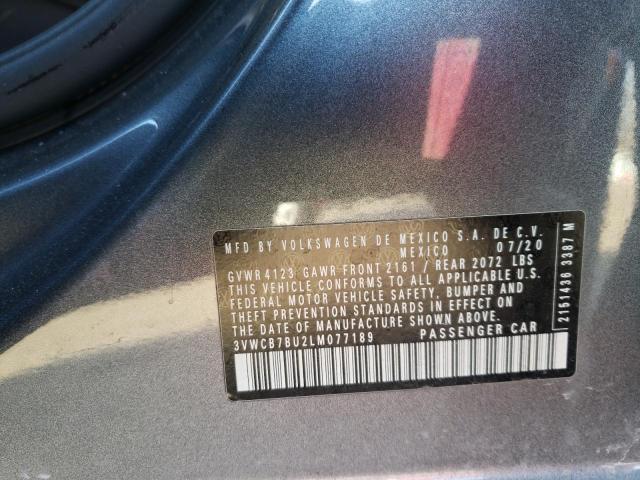 MFD BY VOLKSWAGEN DE MEXICO S.A. DE C.V.
MEXICO 07/20
GVWR 4123 GAWR FRONT 2161 / REAR 2072 LBS
THIS VEHICLE CONFORMS TO ALL APPLICABLE U.S.
FEDERAL MOTOR VEHICLE SAFETY, BUMPER AND
THEFT PREVENTION STANDARDS IN EFFECT ON
THE DATE OF MANUFACTURE SHOWN ABOVE.
3VWCB7BU2LM077189 PASSENGER CAR
2151436 3387 M